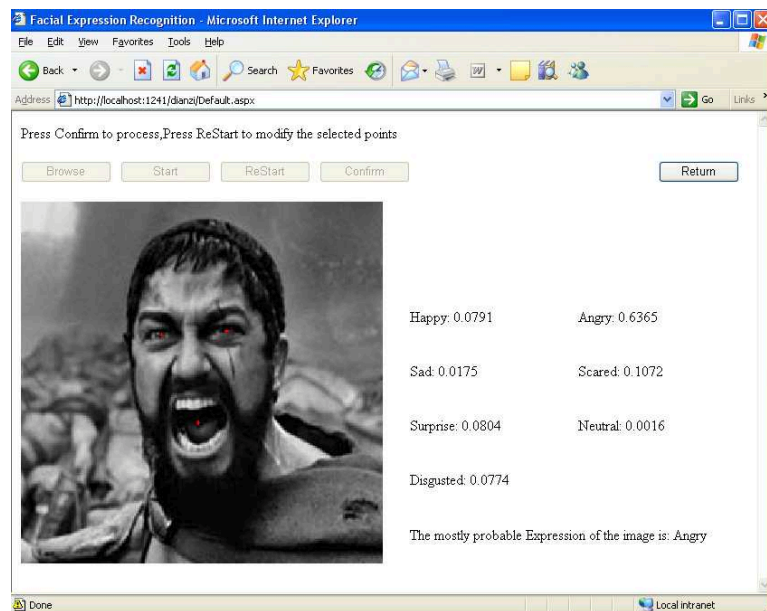 Facial Expression Recognition - Microsoft Internet Explorer
File Edit View Favorites Tools Help
Back Search Favorites
Address http://localhost:1241/dianzi/Default.aspx Go Links
Press Confirm to process,Press ReStart to modify the selected points
Browse Start ReStart Confirm Return
Happy: 0.0791 Angry: 0.6365
Sad: 0.0175 Scared: 0.1072
Surprise: 0.0804 Neutral: 0.0016
Disgusted: 0.0774
The mostly probable Expression of the image is: Angry
Done Local intranet